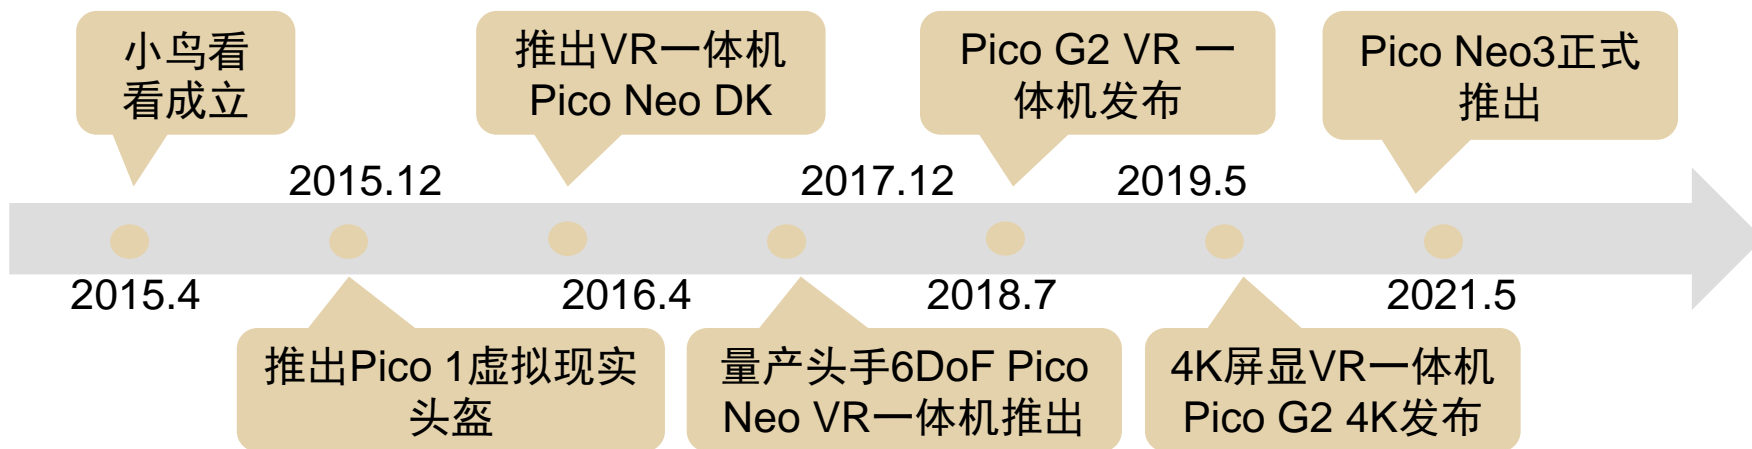 小鸟看
看成立
推出VR一体机
Pico Neo DK
Pico G2 VR 一
体机发布
Pico Neo3正式
推出
2015.12
2017.12
2019.5
2015.4
2016.4
2018.7
2021.5
推出Pico 1虚拟现实
头盔
量产头手6DoF Pico
Neo VR一体机推出
4K屏显VR一体机
Pico G2 4K发布